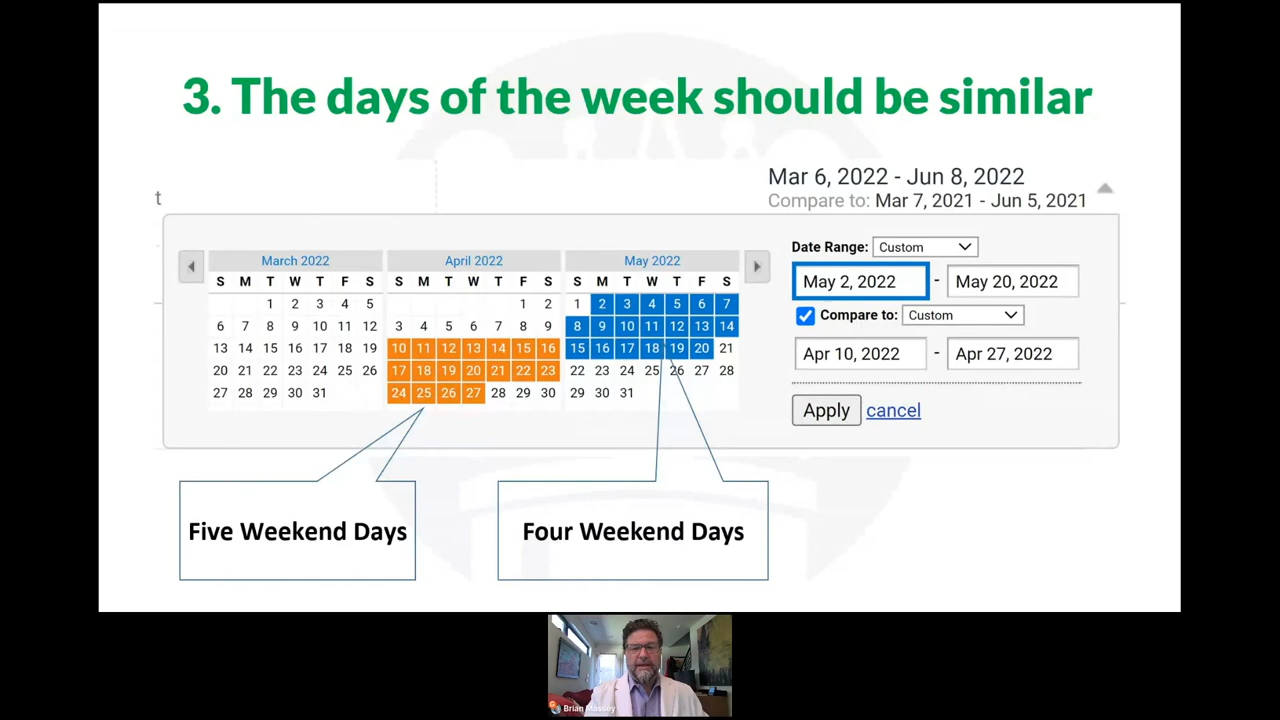 3. The days of the week should be similar
t
Mar 6, 2022 - Jun 8, 2022
Compare to: Mar 7, 2021 - Jun 5, 2021
March 2022
S M T W T F S
1 2 3 4 5
6 7 8 9 10 11 12
13 14 15 16 17 18 19
20 21 22 23 24 25 26
27 28 29 30 31
April 2022
S M T W T F S
1 2
3 4 5 6 7 8 9
10 11 12 13 14 15 16
17 18 19 20 21 22 23
24 25 26 27 28 29 30
May 2022
S M T W T F S
1 2 3 4 5 6 7
8 9 10 11 12 13 14
15 16 17 18 19 20 21
22 23 24 25 26 27 28
29 30 31
Date Range: Custom
May 2, 2022 - May 20, 2022
Compare to: Custom
Apr 10, 2022 - Apr 27, 2022
Apply cancel
Five Weekend Days
Four Weekend Days
Brian Massey